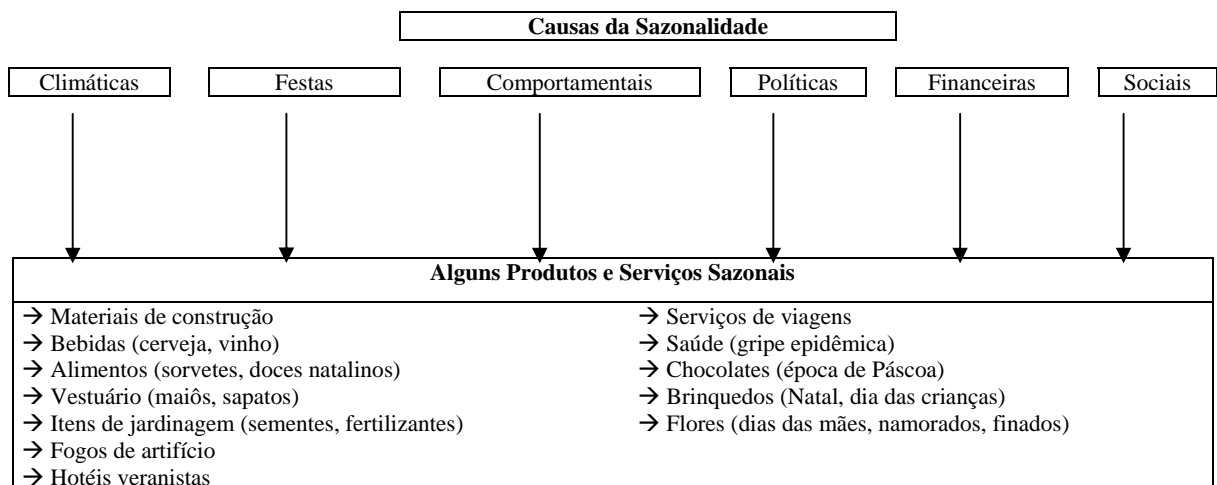 Causas da Sazonalidade
Climáticas
Festas
Comportamentais
Políticas
Financeiras
Sociais
Alguns Produtos e Serviços Sazonais
→ Materiais de construção
→ Bebidas (cerveja, vinho)
→ Alimentos (sorvetes, doces natalinos)
→ Vestuário (maiôs, sapatos)
→ Itens de jardinagem (sementes, fertilizantes)
→ Fogos de artifício
→ Hotéis veranistas
→ Serviços de viagens
→ Saúde (gripe epidêmica)
→ Chocolates (época de Páscoa)
→ Brinquedos (Natal, dia das crianças)
→ Flores (dias das mães, namorados, finados)